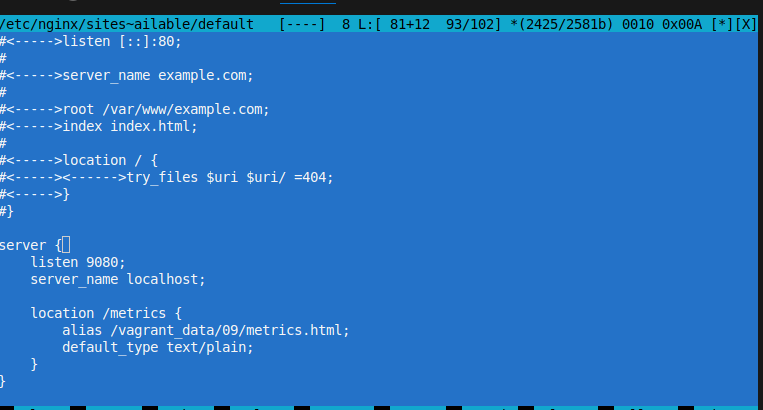 /etc/nginx/sites~ailable/default   [----]  8 L:[ 81+12  93/102] *(2425/2581b) 0010 0x00A [*][X]
#<----->listen [::]:80;
#
#<----->server_name example.com;
#
#<----->root /var/www/example.com;
#<----->index index.html;
#
#<----->location / {
#<-----><------>try_files $uri $uri/ =404;
#<----->}
#}

server {
    listen 9080;
    server_name localhost;

    location /metrics {
        alias /vagrant_data/09/metrics.html;
        default_type text/plain;
    }
}